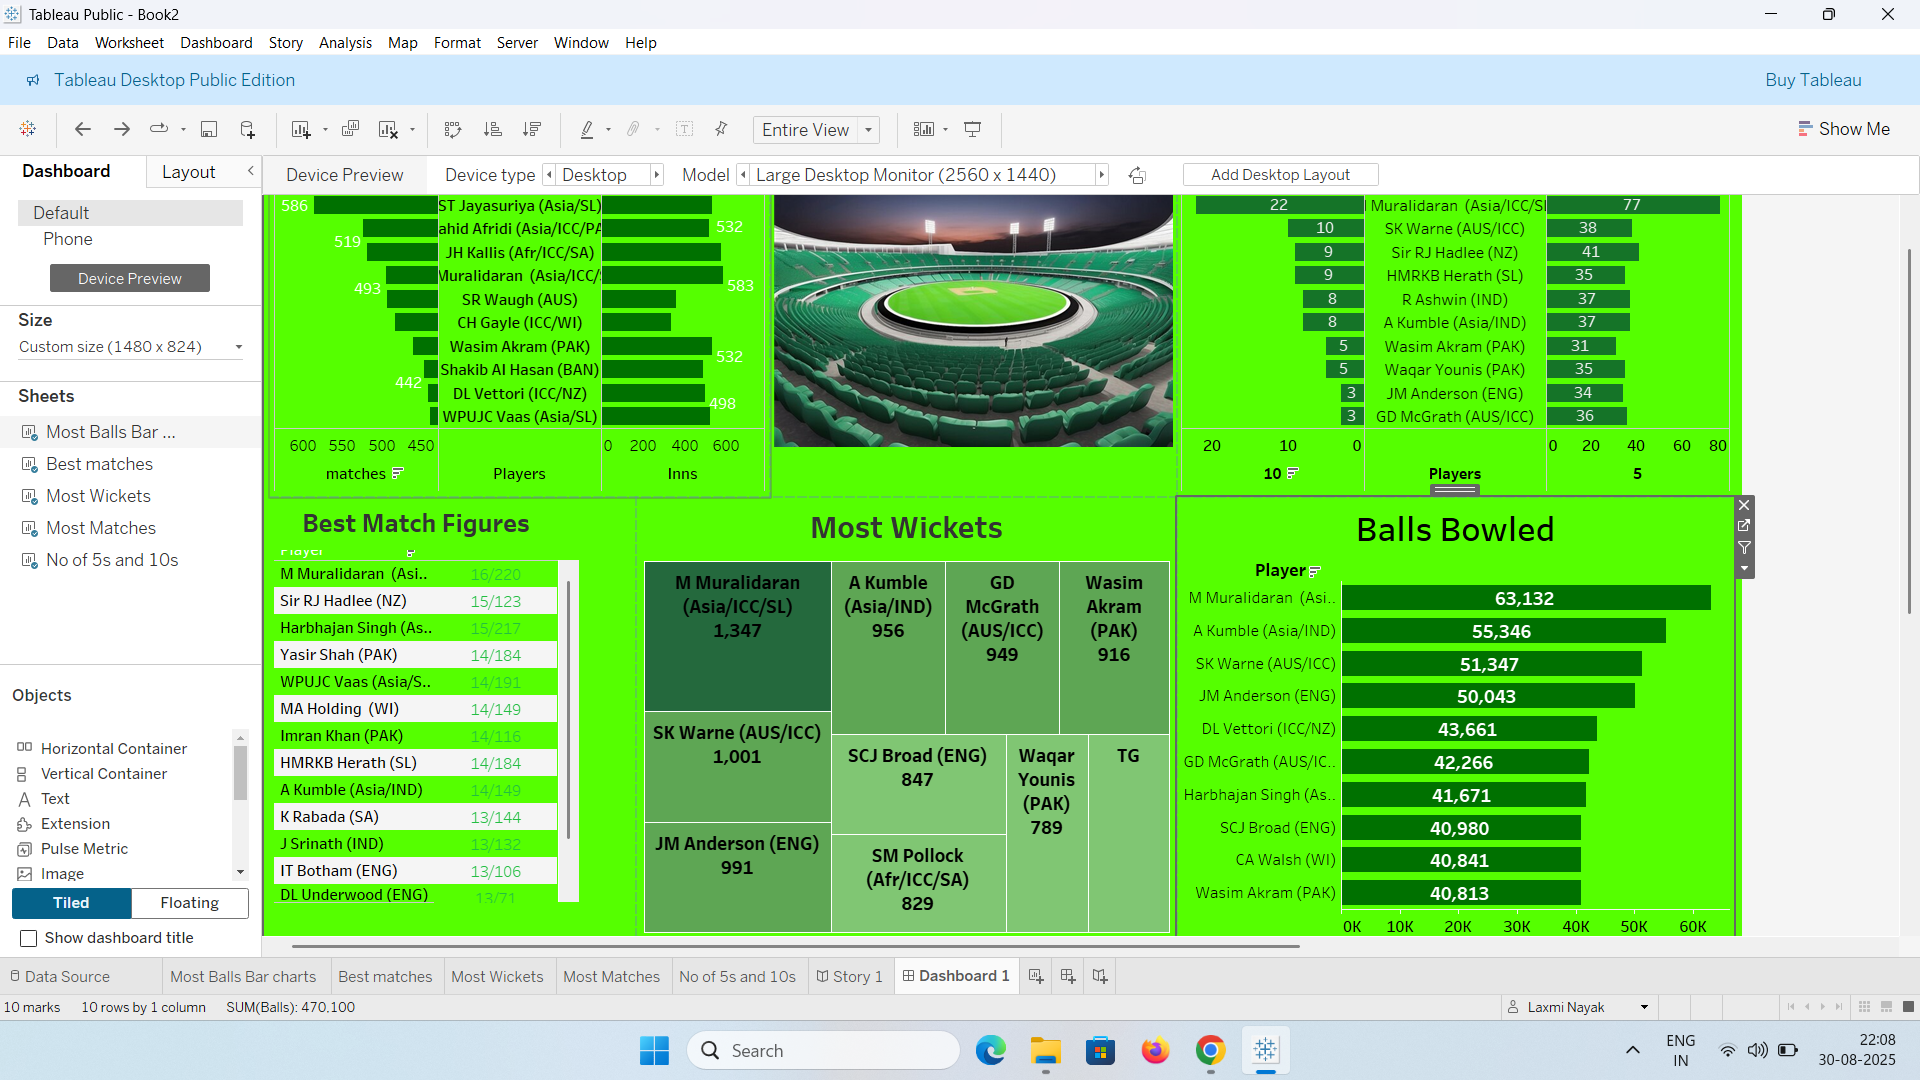 Tableau Public - Book2
File Data Worksheet Dashboard Story Analysis Map Format Server Window Help
Tableau Desktop Public Edition
Buy Tableau
Entire View
Show Me
Dashboard Layout
Device Preview Device type Desktop Model Large Desktop Monitor (2560 x 1440) Add Desktop Layout
Default
Phone
Device Preview
Size
Custom size (1480 x 824)
Sheets
Most Balls Bar ...
Best matches
Most Wickets
Most Matches
No of 5s and 10s
Objects
Horizontal Container
Vertical Container
Text
Extension
Pulse Metric
Image
Tiled Floating
Show dashboard title
586 ST Jayasuriya (Asia/SL)
ahid Afridi (Asia/ICC/PA 532
519 JH Kallis (Afr/ICC/SA)
Muralidaran (Asia/ICC/S 583
493 SR Waugh (AUS)
CH Gayle (ICC/WI)
Wasim Akram (PAK) 532
442 Shakib Al Hasan (BAN)
DL Vettori (ICC/NZ) 498
WPUJC Vaas (Asia/SL)
600 550 500 450 0 200 400 600
matches Players Inns
22 Muralidaran (Asia/ICC/SI 77
10 SK Warne (AUS/ICC) 38
9 Sir RJ Hadlee (NZ) 41
9 HMRKB Herath (SL) 35
8 R Ashwin (IND) 37
8 A Kumble (Asia/IND) 37
5 Wasim Akram (PAK) 31
5 Waqar Younis (PAK) 35
3 JM Anderson (ENG) 34
3 GD McGrath (AUS/ICC) 36
20 10 0 0 20 40 60 80
10 Players 5
Best Match Figures
Player
M Muralidaran (Asi.. 16/220
Sir RJ Hadlee (NZ) 15/123
Harbhajan Singh (As.. 15/217
Yasir Shah (PAK) 14/184
WPUJC Vaas (Asia/S.. 14/191
MA Holding (WI) 14/149
Imran Khan (PAK) 14/116
HMRKB Herath (SL) 14/184
A Kumble (Asia/IND) 14/149
K Rabada (SA) 13/144
J Srinath (IND) 13/132
IT Botham (ENG) 13/106
DL Underwood (ENG) 13/71
Most Wickets
M Muralidaran
(Asia/ICC/SL)
1,347
SK Warne (AUS/ICC)
1,001
JM Anderson (ENG)
991
A Kumble
(Asia/IND)
956
GD
McGrath
(AUS/ICC)
949
Wasim
Akram
(PAK)
916
SCJ Broad (ENG)
847
SM Pollock
(Afr/ICC/SA)
829
Waqar
Younis
(PAK)
789
TG
Balls Bowled
Player
M Muralidaran (Asi.. 63,132
A Kumble (Asia/IND) 55,346
SK Warne (AUS/ICC) 51,347
JM Anderson (ENG) 50,043
DL Vettori (ICC/NZ) 43,661
GD McGrath (AUS/IC.. 42,266
Harbhajan Singh (As.. 41,671
SCJ Broad (ENG) 40,980
CA Walsh (WI) 40,841
Wasim Akram (PAK) 40,813
0K 10K 20K 30K 40K 50K 60K
Data Source Most Balls Bar charts Best matches Most Wickets Most Matches No of 5s and 10s Story 1 Dashboard 1
10 marks 10 rows by 1 column SUM(Balls): 470,100 Laxmi Nayak
Search
ENG
IN
22:08
30-08-2025